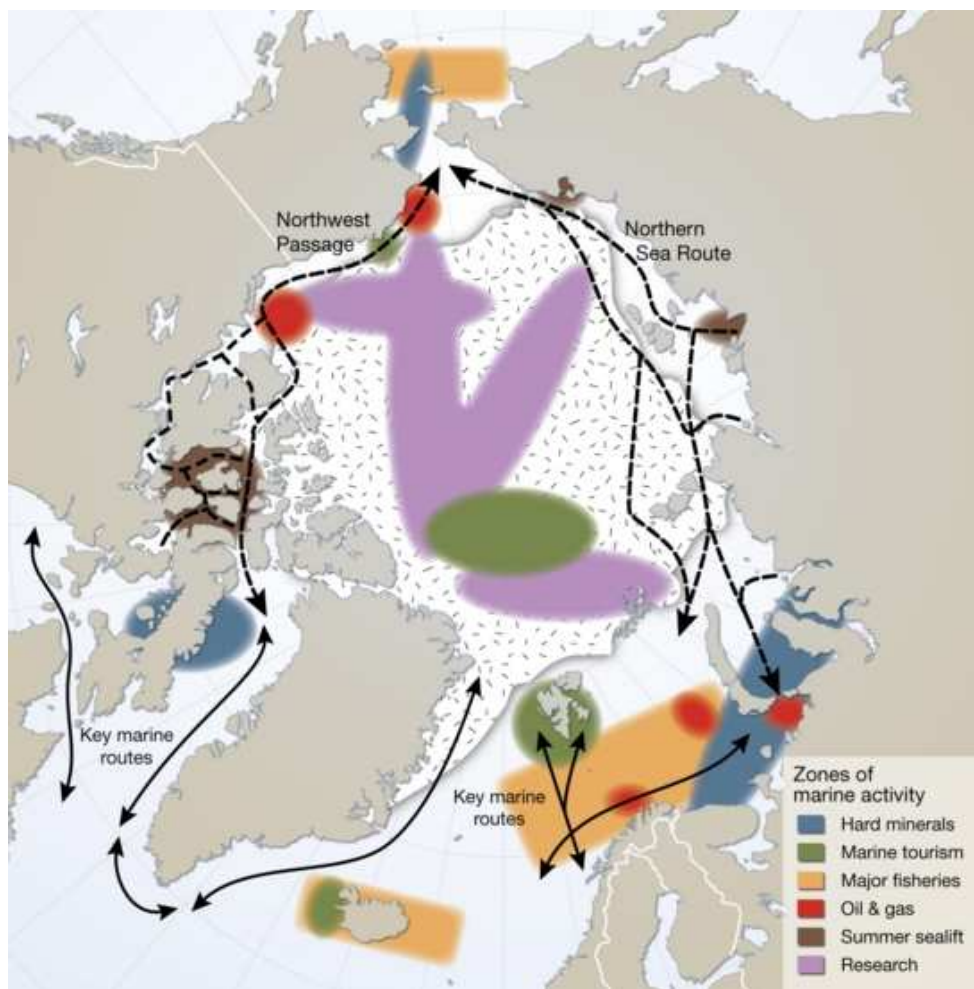 Northwest
Passage
Northern
Sea Route
Key marine
routes
Key marine
routes
Zones of
marine activity
Hard minerals
Marine tourism
Major fisheries
Oil & gas
Summer sealift
Research